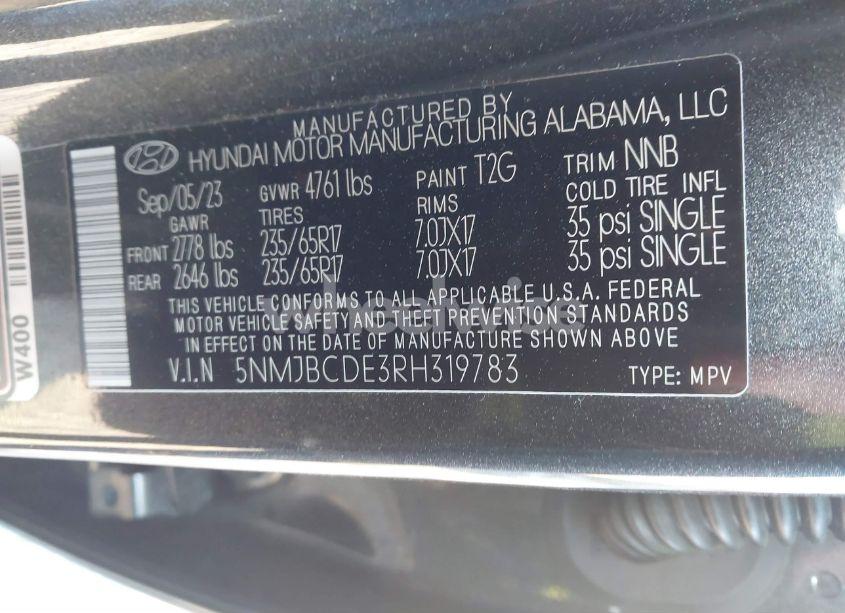 MANUFACTURED BY
HYUNDAI MOTOR MANUFACTURING ALABAMA, LLC
Sep/05/23 GVWR 4761 lbs PAINT T2G TRIM NNB
GAWR TIRES RIMS COLD TIRE INFL
FRONT 2778 lbs 235/65R17 7.0JX17 35 psi SINGLE
REAR 2646 lbs 235/65R17 7.0JX17 35 psi SINGLE
THIS VEHICLE CONFORMS TO ALL APPLICABLE U.S.A. FEDERAL
MOTOR VEHICLE SAFETY AND THEFT PREVENTION STANDARDS
IN EFFECT ON THE DATE OF MANUFACTURE SHOWN ABOVE
V.I.N 5NMJBCDE3RH319783 TYPE: MPV
W400